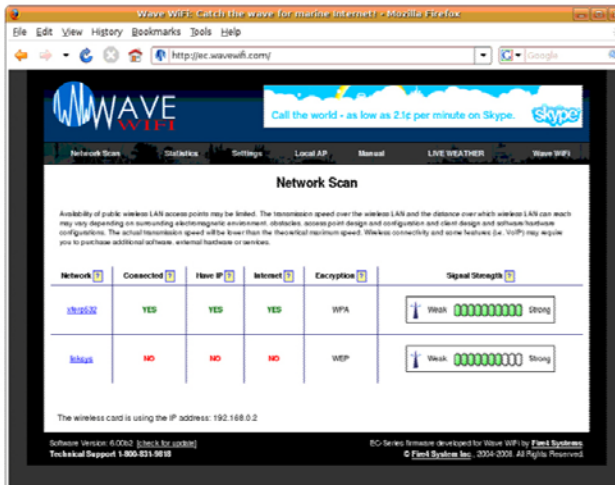 Wave WiFi: Catch the wave for marine Internet! - Mozilla Firefox
File Edit View History Bookmarks Tools Help
http://ec.wavewifi.com/
Google
WAVE
WIFI
Call the world - as low as 2.1¢ per minute on Skype.
skype
Network Scan Statistics Settings Local AP Manual LIVE WEATHER Wave WiFi
Network Scan
Availability of public wireless LAN access points may be limited. The transmission speed over the wireless LAN and the distance over which wireless LAN can reach
may vary depending on surrounding electromagnetic environment, obstacles, access point design and configuration and client design and software/hardware
configurations. The actual transmission speed will be lower than the theoretical maximum speed. Wireless connectivity and some features (i.e. VoIP) may require
you to purchase additional software, external hardware or services.
Network ? Connected ? Have IP ? Internet ? Encryption ? Signal Strength ?
YES YES YES WPA Weak Strong
linksys NO NO NO WEP Weak Strong
The wireless card is using the IP address: 192.168.0.2
Software Version: 6.00b2 [check for update] EC-Series firmware developed for Wave WiFi by Fire4 Systems
Technical Support 1-800-831-9818 © Fire4 System Inc., 2004-2008. All Rights Reserved